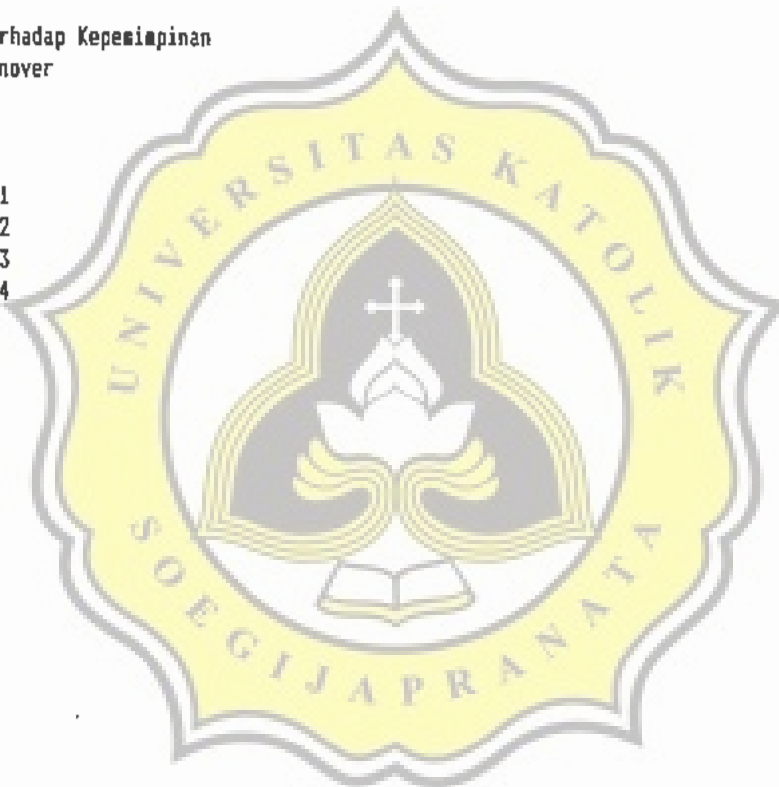 rhadap Kepemimpinan
nover
1
2
3
4
UNIVERSITAS KATOLIK
SOEGIJAPRANATA